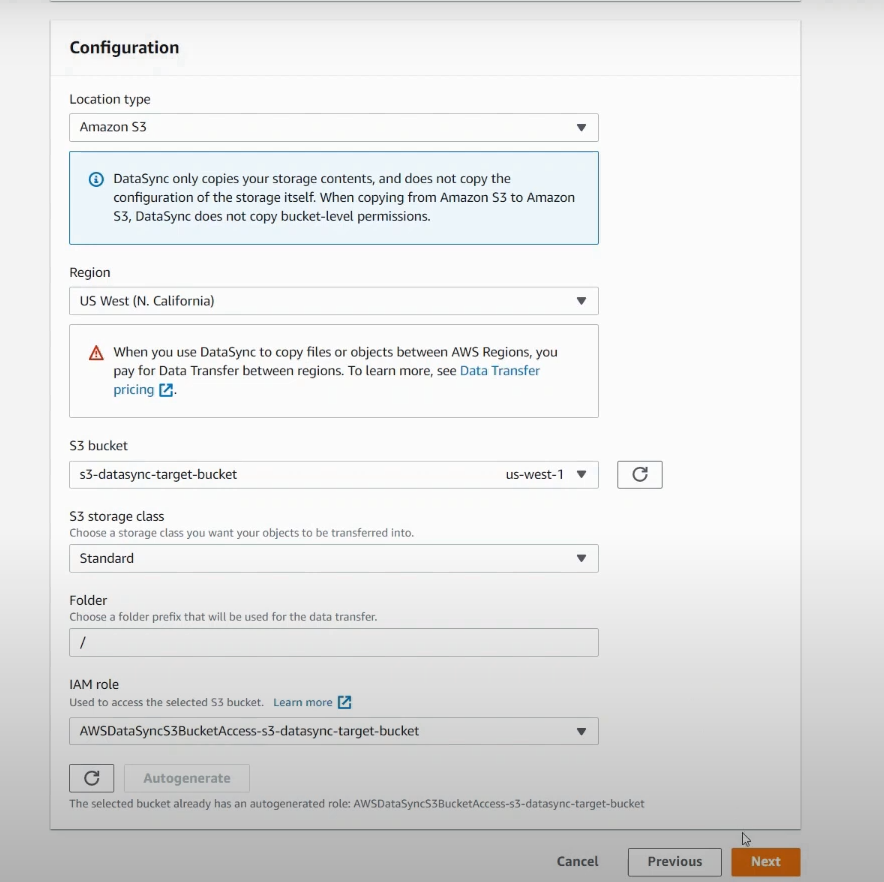 Configuration
Location type
Amazon S3
DataSync only copies your storage contents, and does not copy the
configuration of the storage itself. When copying from Amazon S3 to Amazon
S3, DataSync does not copy bucket-level permissions.
Region
US West (N. California)
When you use DataSync to copy files or objects between AWS Regions, you
pay for Data Transfer between regions. To learn more, see Data Transfer
pricing.
S3 bucket
s3-datasync-target-bucket us-west-1
S3 storage class
Choose a storage class you want your objects to be transferred into.
Standard
Folder
Choose a folder prefix that will be used for the data transfer.
/
IAM role
Used to access the selected S3 bucket. Learn more
AWSDataSyncS3BucketAccess-s3-datasync-target-bucket
Autogenerate
The selected bucket already has an autogenerated role: AWSDataSyncS3BucketAccess-s3-datasync-target-bucket
Cancel Previous Next